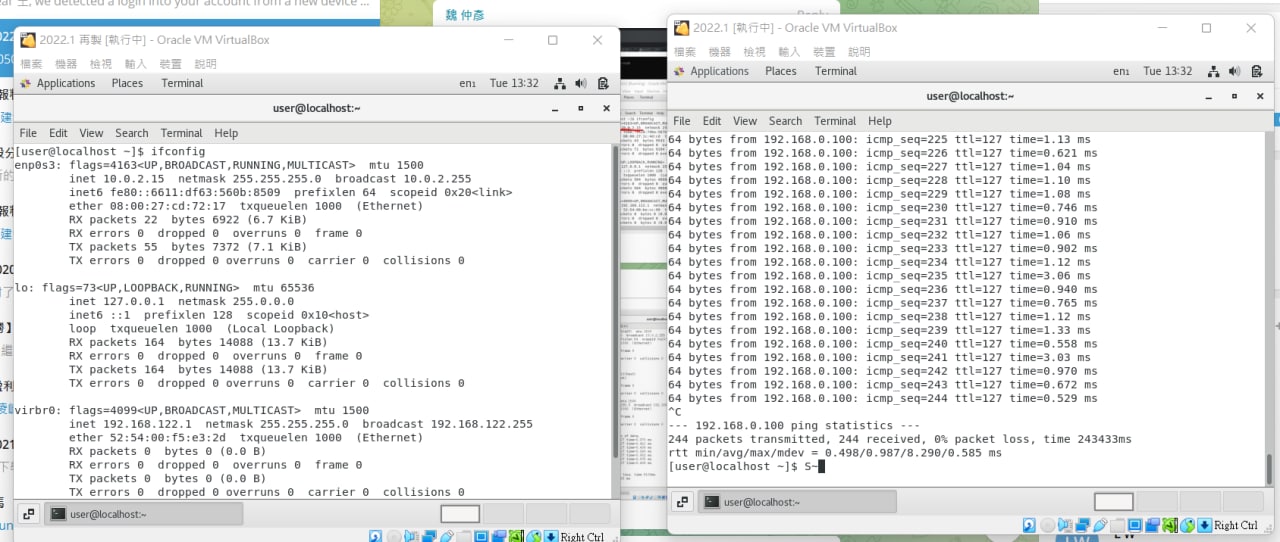 ear 王, we detected a login into your account from a new device ...
魏 仲彥
2022.1 再製 [執行中] - Oracle VM VirtualBox
檔案 機器 檢視 輸入 裝置 說明
Applications Places Terminal en1 Tue 13:32
user@localhost:~
File Edit View Search Terminal Help
[user@localhost ~]$ ifconfig
enp0s3: flags=4163<UP,BROADCAST,RUNNING,MULTICAST> mtu 1500
inet 10.0.2.15 netmask 255.255.255.0 broadcast 10.0.2.255
inet6 fe80::6611:df63:560b:8509 prefixlen 64 scopeid 0x20<link>
ether 08:00:27:cd:72:17 txqueuelen 1000 (Ethernet)
RX packets 22 bytes 6922 (6.7 KiB)
RX errors 0 dropped 0 overruns 0 frame 0
TX packets 55 bytes 7372 (7.1 KiB)
TX errors 0 dropped 0 overruns 0 carrier 0 collisions 0
lo: flags=73<UP,LOOPBACK,RUNNING> mtu 65536
inet 127.0.0.1 netmask 255.0.0.0
inet6 ::1 prefixlen 128 scopeid 0x10<host>
loop txqueuelen 1000 (Local Loopback)
RX packets 164 bytes 14088 (13.7 KiB)
RX errors 0 dropped 0 overruns 0 frame 0
TX packets 164 bytes 14088 (13.7 KiB)
TX errors 0 dropped 0 overruns 0 carrier 0 collisions 0
virbr0: flags=4099<UP,BROADCAST,MULTICAST> mtu 1500
inet 192.168.122.1 netmask 255.255.255.0 broadcast 192.168.122.255
ether 52:54:00:f5:e3:2d txqueuelen 1000 (Ethernet)
RX packets 0 bytes 0 (0.0 B)
RX errors 0 dropped 0 overruns 0 frame 0
TX packets 0 bytes 0 (0.0 B)
TX errors 0 dropped 0 overruns 0 carrier 0 collisions 0
user@localhost:~
Right Ctrl
2022.1 [執行中] - Oracle VM VirtualBox
檔案 機器 檢視 輸入 裝置 說明
Applications Places Terminal en1 Tue 13:32
user@localhost:~
File Edit View Search Terminal Help
64 bytes from 192.168.0.100: icmp_seq=225 ttl=127 time=1.13 ms
64 bytes from 192.168.0.100: icmp_seq=226 ttl=127 time=0.621 ms
64 bytes from 192.168.0.100: icmp_seq=227 ttl=127 time=1.04 ms
64 bytes from 192.168.0.100: icmp_seq=228 ttl=127 time=1.10 ms
64 bytes from 192.168.0.100: icmp_seq=229 ttl=127 time=1.08 ms
64 bytes from 192.168.0.100: icmp_seq=230 ttl=127 time=0.746 ms
64 bytes from 192.168.0.100: icmp_seq=231 ttl=127 time=0.910 ms
64 bytes from 192.168.0.100: icmp_seq=232 ttl=127 time=1.06 ms
64 bytes from 192.168.0.100: icmp_seq=233 ttl=127 time=0.902 ms
64 bytes from 192.168.0.100: icmp_seq=234 ttl=127 time=1.12 ms
64 bytes from 192.168.0.100: icmp_seq=235 ttl=127 time=3.06 ms
64 bytes from 192.168.0.100: icmp_seq=236 ttl=127 time=0.940 ms
64 bytes from 192.168.0.100: icmp_seq=237 ttl=127 time=0.765 ms
64 bytes from 192.168.0.100: icmp_seq=238 ttl=127 time=1.12 ms
64 bytes from 192.168.0.100: icmp_seq=239 ttl=127 time=1.33 ms
64 bytes from 192.168.0.100: icmp_seq=240 ttl=127 time=0.558 ms
64 bytes from 192.168.0.100: icmp_seq=241 ttl=127 time=3.03 ms
64 bytes from 192.168.0.100: icmp_seq=242 ttl=127 time=0.970 ms
64 bytes from 192.168.0.100: icmp_seq=243 ttl=127 time=0.672 ms
64 bytes from 192.168.0.100: icmp_seq=244 ttl=127 time=0.529 ms
^C
--- 192.168.0.100 ping statistics ---
244 packets transmitted, 244 received, 0% packet loss, time 243433ms
rtt min/avg/max/mdev = 0.498/0.987/8.290/0.585 ms
[user@localhost ~]$ S~
user@localhost:~
Right Ctrl